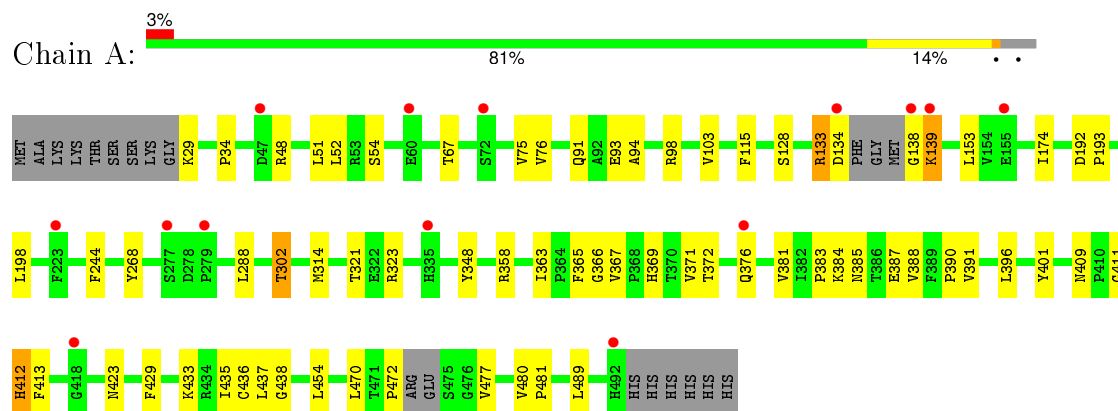 3%
Chain A:
81% 14% • •
MET ALA LYS LYS THR SER SER LYS GLY K29 P34 D47 R48 L51 L52 R53 S54 E60 T67 S72 V75 V76 Q91 A92 E93 A94 R98 V103 F115 S128 R133 D134 PHE GLY MET G138 K139 L153 V154 E155 I174 D192 P193
L198 F223 F244 Y268 S277 D278 P279 L288 T302 M314 T321 E322 R323 H335 Y348 R358 I363 P364 F365 G366 V367 P368 H369 T370 V371 T372 Q376 V381 I382 P383 K384 N385 T386 E387 V388 F389 P390 V391 L396 Y401 N409 P410 G411
H412 F413 G418 N423 F429 K433 R434 I435 C436 L437 G438 L454 L470 T471 P472 ARG GLU S475 G476 V477 V480 P481 L489 H492 HIS HIS HIS HIS HIS HIS